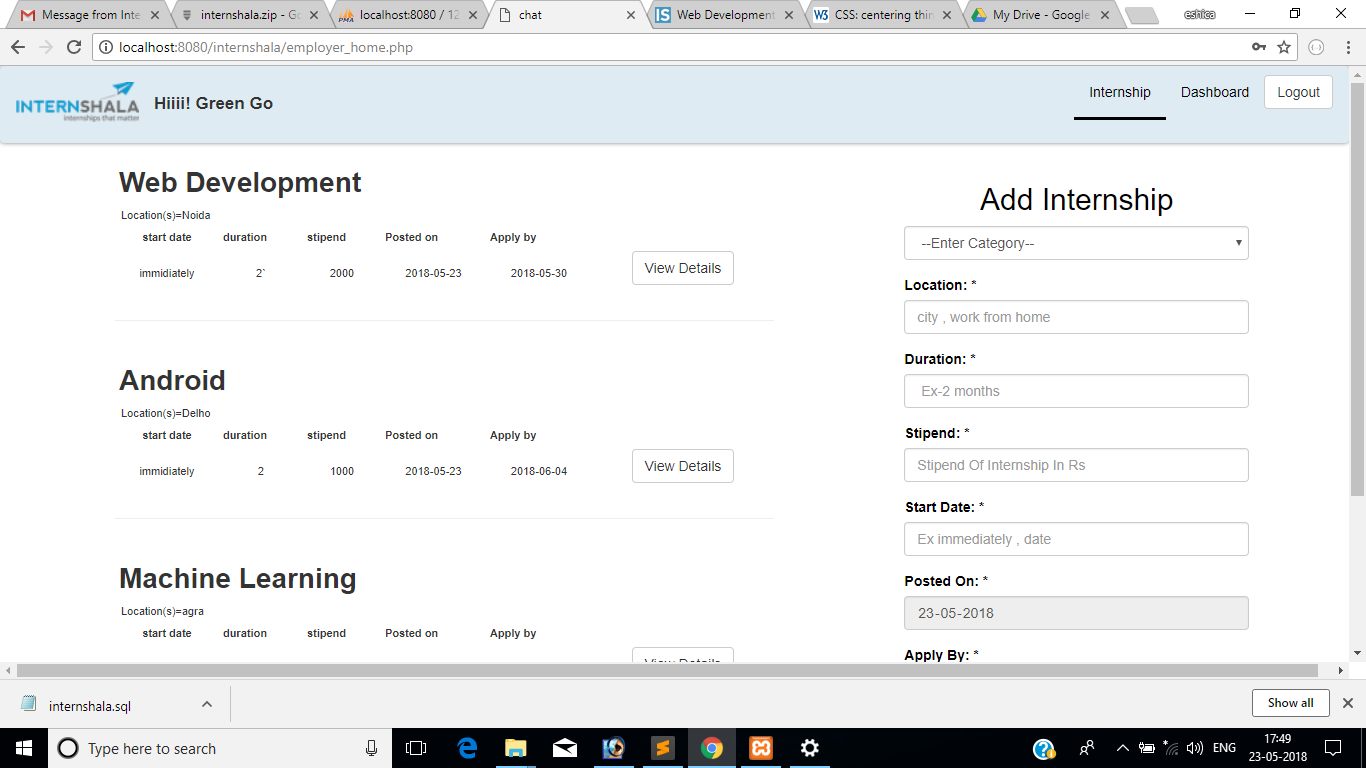 Message from Inte
internshala.zip - Go
localhost:8080 / 12
chat
Web Development
CSS: centering thin
My Drive - Google
eshica
localhost:8080/internshala/employer_home.php
INTERNSHALA
internships that matter
Hiiii! Green Go
Internship
Dashboard
Logout
Web Development
Location(s)=Noida
start date duration stipend Posted on Apply by
immidiately 2` 2000 2018-05-23 2018-05-30
View Details
Android
Location(s)=Delho
start date duration stipend Posted on Apply by
immidiately 2 1000 2018-05-23 2018-06-04
View Details
Machine Learning
Location(s)=agra
start date duration stipend Posted on Apply by
View Details
Add Internship
--Enter Category--
Location: *
city , work from home
Duration: *
Ex-2 months
Stipend: *
Stipend Of Internship In Rs
Start Date: *
Ex immediately , date
Posted On: *
23-05-2018
Apply By: *
internshala.sql
Show all
Type here to search
ENG
17:49
23-05-2018